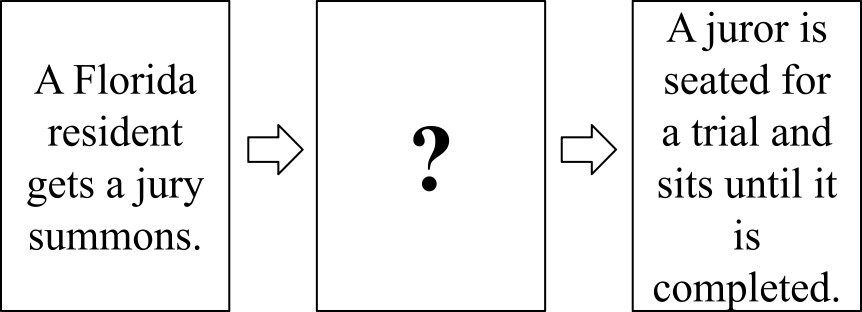 A Florida
resident
gets a jury
summons.
?
A juror is
seated for
a trial and
sits until it
is
completed.